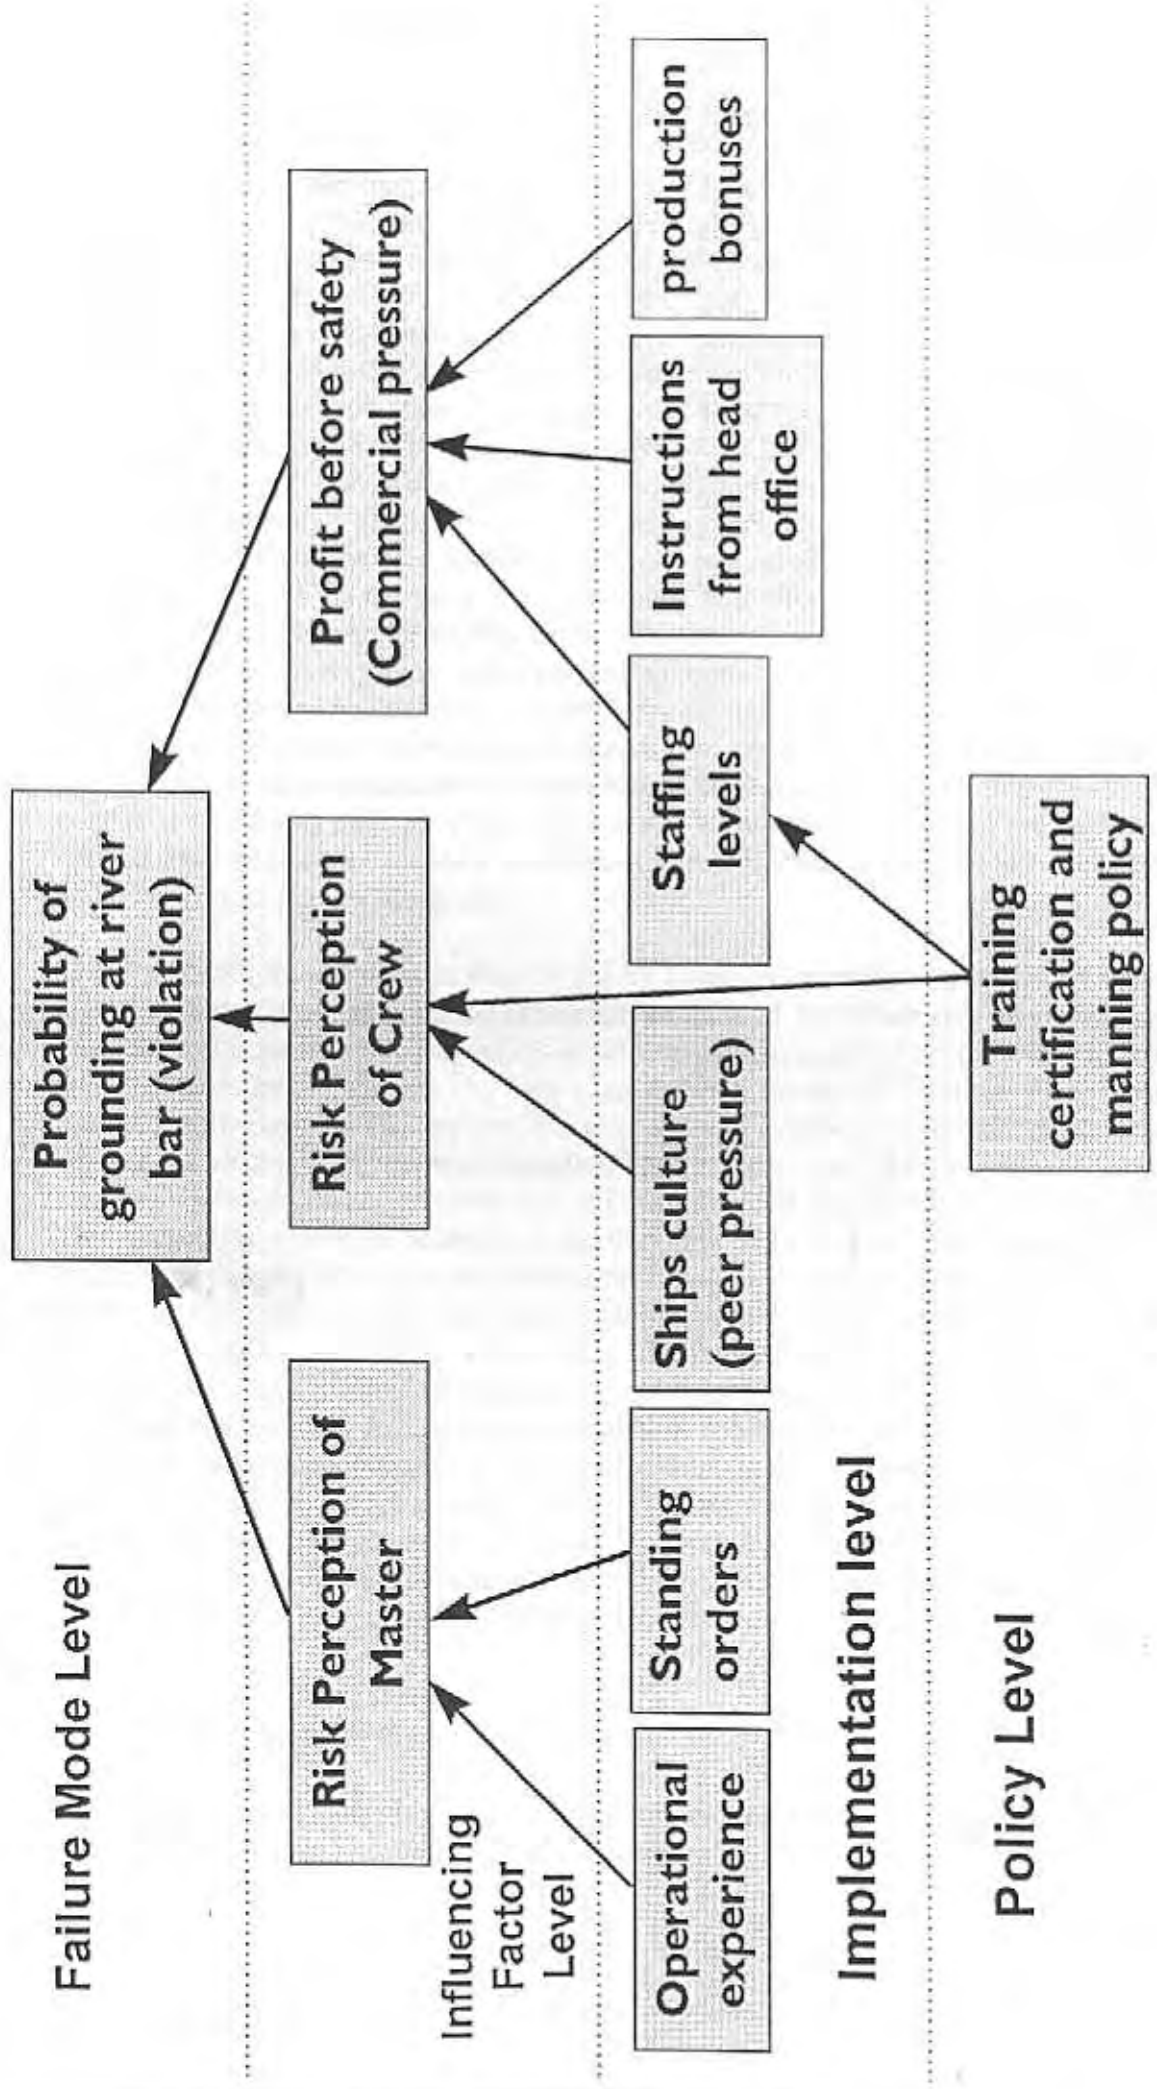 Failure Mode Level
Probability of
grounding at river
bar (violation)
Risk Perception of
Master
Risk Perception
of Crew
Profit before safety
(Commercial pressure)
Influencing
Factor
Level
Operational
experience
Standing
orders
Ships culture
(peer pressure)
Staffing
levels
Instructions
from head
office
production
bonuses
Implementation level
Policy Level
Training
certification and
manning policy